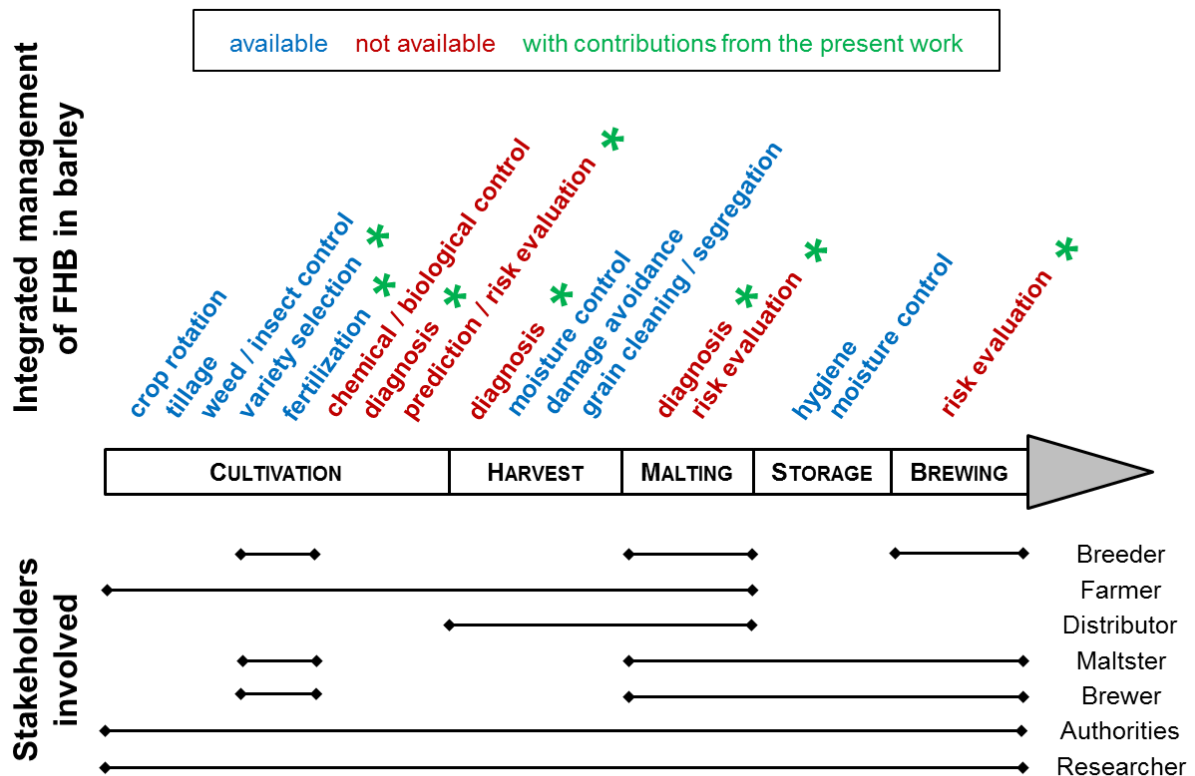 available not available with contributions from the present work
Integrated management
of FHB in barley
crop rotation
tillage
weed / insect control
variety selection *
fertilization *
chemical / biological control
diagnosis *
prediction / risk evaluation *
diagnosis *
moisture control
damage avoidance
grain cleaning / segregation
diagnosis *
risk evaluation *
hygiene
moisture control
risk evaluation *
CULTIVATION HARVEST MALTING STORAGE BREWING
Stakeholders
involved
Breeder
Farmer
Distributor
Maltster
Brewer
Authorities
Researcher